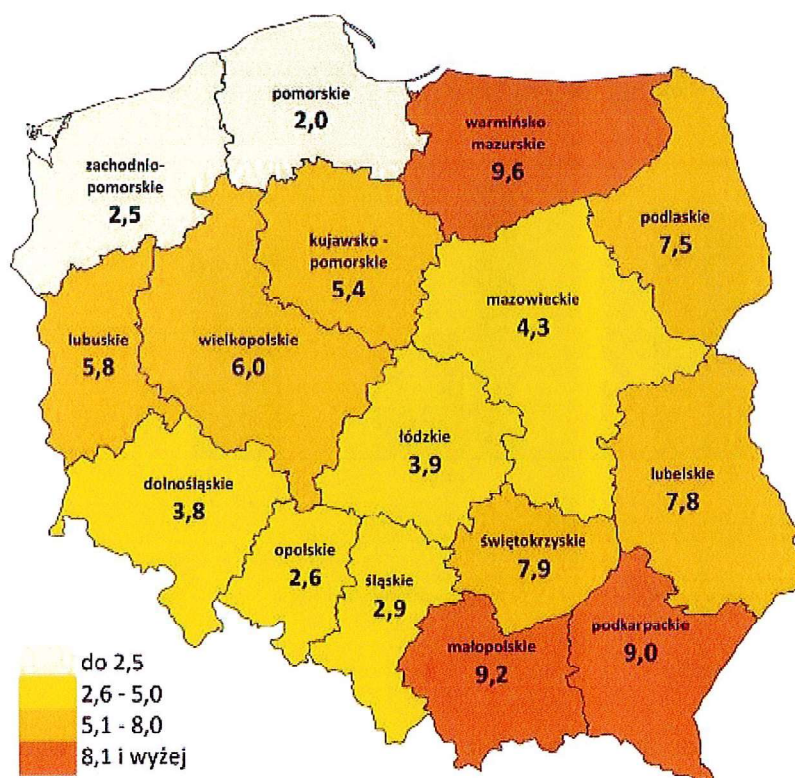 pomorskie
2,0
warmińsko
mazurskie
9,6
zachodnio-
pomorskie
2,5
podlaskie
7,5
kujawsko -
pomorskie
5,4
mazowieckie
4,3
lubuskie
5,8
wielkopolskie
6,0
łódzkie
3,9
lubelskie
7,8
dolnośląskie
3,8
opolskie
2,6
śląskie
2,9
świętokrzyskie
7,9
małopolskie
9,2
podkarpackie
9,0
do 2,5
2,6 - 5,0
5,1 - 8,0
8,1 i wyżej